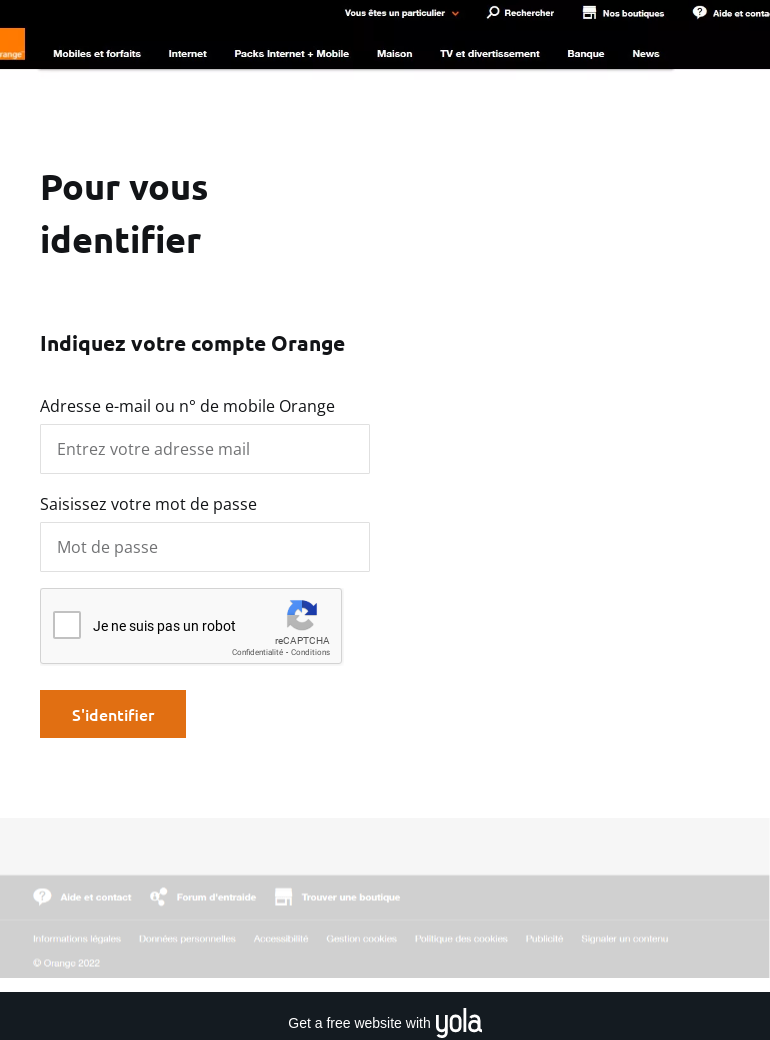 Vous êtes un particulier Rechercher Nos boutiques Aide et conta
range
Mobiles et forfaits Internet Packs Internet + Mobile Maison TV et divertissement Banque News
Pour vous
identifier
Indiquez votre compte Orange
Adresse e-mail ou n° de mobile Orange
Entrez votre adresse mail
Saisissez votre mot de passe
Mot de passe
Je ne suis pas un robot
reCAPTCHA
Confidentialité - Conditions
S'identifier
Aide et contact Forum d'entraide Trouver une boutique
Informations légales Données personnelles Accessibilité Gestion cookies Politique des cookies Publicité Signaler un contenu
© Orange 2022
Get a free website with yola